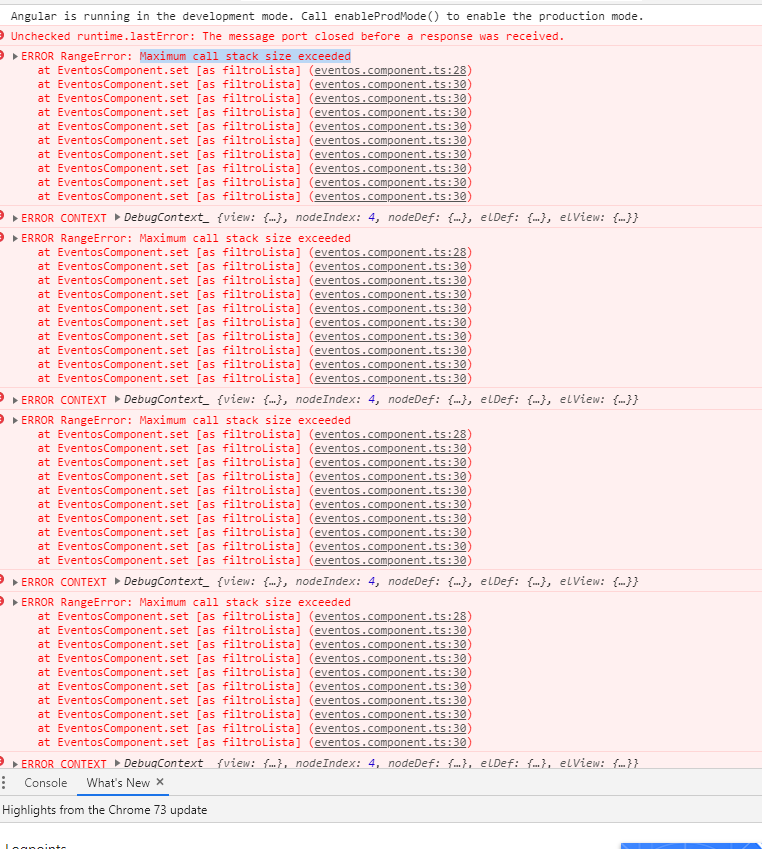 Angular is running in the development mode. Call enableProdMode() to enable the production mode.
Unchecked runtime.lastError: The message port closed before a response was received.
▶ERROR RangeError: Maximum call stack size exceeded
at EventosComponent.set [as filtroLista] (eventos.component.ts:28)
at EventosComponent.set [as filtroLista] (eventos.component.ts:30)
at EventosComponent.set [as filtroLista] (eventos.component.ts:30)
at EventosComponent.set [as filtroLista] (eventos.component.ts:30)
at EventosComponent.set [as filtroLista] (eventos.component.ts:30)
at EventosComponent.set [as filtroLista] (eventos.component.ts:30)
at EventosComponent.set [as filtroLista] (eventos.component.ts:30)
at EventosComponent.set [as filtroLista] (eventos.component.ts:30)
at EventosComponent.set [as filtroLista] (eventos.component.ts:30)
at EventosComponent.set [as filtroLista] (eventos.component.ts:30)
▶ERROR CONTEXT ▶DebugContext_ {view: {…}, nodeIndex: 4, nodeDef: {…}, elDef: {…}, elView: {…}}
▶ERROR RangeError: Maximum call stack size exceeded
at EventosComponent.set [as filtroLista] (eventos.component.ts:28)
at EventosComponent.set [as filtroLista] (eventos.component.ts:30)
at EventosComponent.set [as filtroLista] (eventos.component.ts:30)
at EventosComponent.set [as filtroLista] (eventos.component.ts:30)
at EventosComponent.set [as filtroLista] (eventos.component.ts:30)
at EventosComponent.set [as filtroLista] (eventos.component.ts:30)
at EventosComponent.set [as filtroLista] (eventos.component.ts:30)
at EventosComponent.set [as filtroLista] (eventos.component.ts:30)
at EventosComponent.set [as filtroLista] (eventos.component.ts:30)
at EventosComponent.set [as filtroLista] (eventos.component.ts:30)
▶ERROR CONTEXT ▶DebugContext_ {view: {…}, nodeIndex: 4, nodeDef: {…}, elDef: {…}, elView: {…}}
▶ERROR RangeError: Maximum call stack size exceeded
at EventosComponent.set [as filtroLista] (eventos.component.ts:28)
at EventosComponent.set [as filtroLista] (eventos.component.ts:30)
at EventosComponent.set [as filtroLista] (eventos.component.ts:30)
at EventosComponent.set [as filtroLista] (eventos.component.ts:30)
at EventosComponent.set [as filtroLista] (eventos.component.ts:30)
at EventosComponent.set [as filtroLista] (eventos.component.ts:30)
at EventosComponent.set [as filtroLista] (eventos.component.ts:30)
at EventosComponent.set [as filtroLista] (eventos.component.ts:30)
at EventosComponent.set [as filtroLista] (eventos.component.ts:30)
at EventosComponent.set [as filtroLista] (eventos.component.ts:30)
▶ERROR CONTEXT ▶DebugContext_ {view: {…}, nodeIndex: 4, nodeDef: {…}, elDef: {…}, elView: {…}}
▶ERROR RangeError: Maximum call stack size exceeded
at EventosComponent.set [as filtroLista] (eventos.component.ts:28)
at EventosComponent.set [as filtroLista] (eventos.component.ts:30)
at EventosComponent.set [as filtroLista] (eventos.component.ts:30)
at EventosComponent.set [as filtroLista] (eventos.component.ts:30)
at EventosComponent.set [as filtroLista] (eventos.component.ts:30)
at EventosComponent.set [as filtroLista] (eventos.component.ts:30)
at EventosComponent.set [as filtroLista] (eventos.component.ts:30)
at EventosComponent.set [as filtroLista] (eventos.component.ts:30)
at EventosComponent.set [as filtroLista] (eventos.component.ts:30)
at EventosComponent.set [as filtroLista] (eventos.component.ts:30)
▶ERROR CONTEXT ▶DebugContext {view: {…}, nodeIndex: 4, nodeDef: {…}, elDef: {…}, elView: {…}}
Console What's New ✕
Highlights from the Chrome 73 update